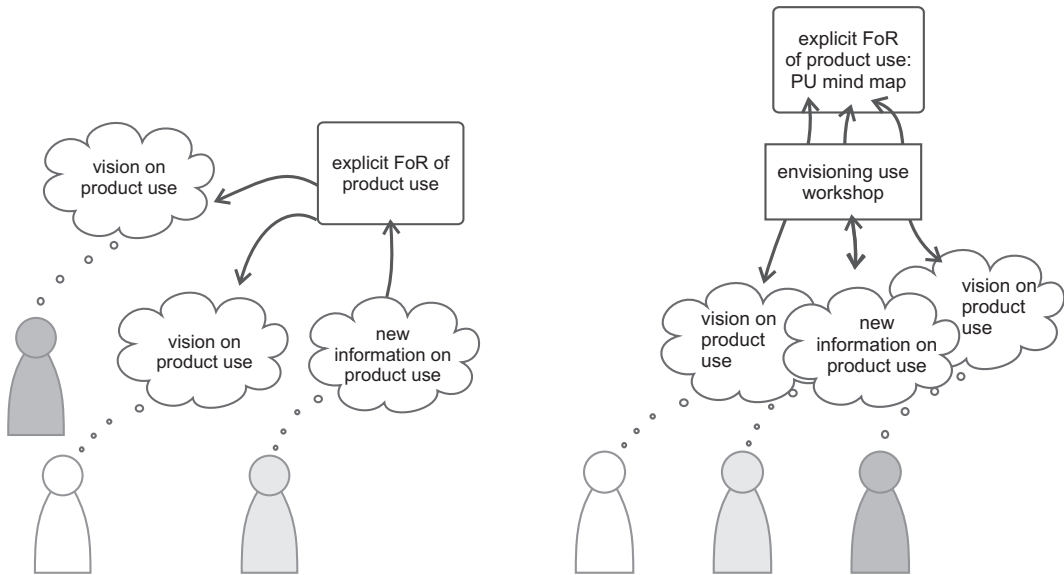 vision on
product use
explicit FoR of
product use
vision on
product use
new
information on
product use
explicit FoR
of product use:
PU mind map
envisioning use
workshop
vision on
product
use
new
information on
product use
vision on
product
use